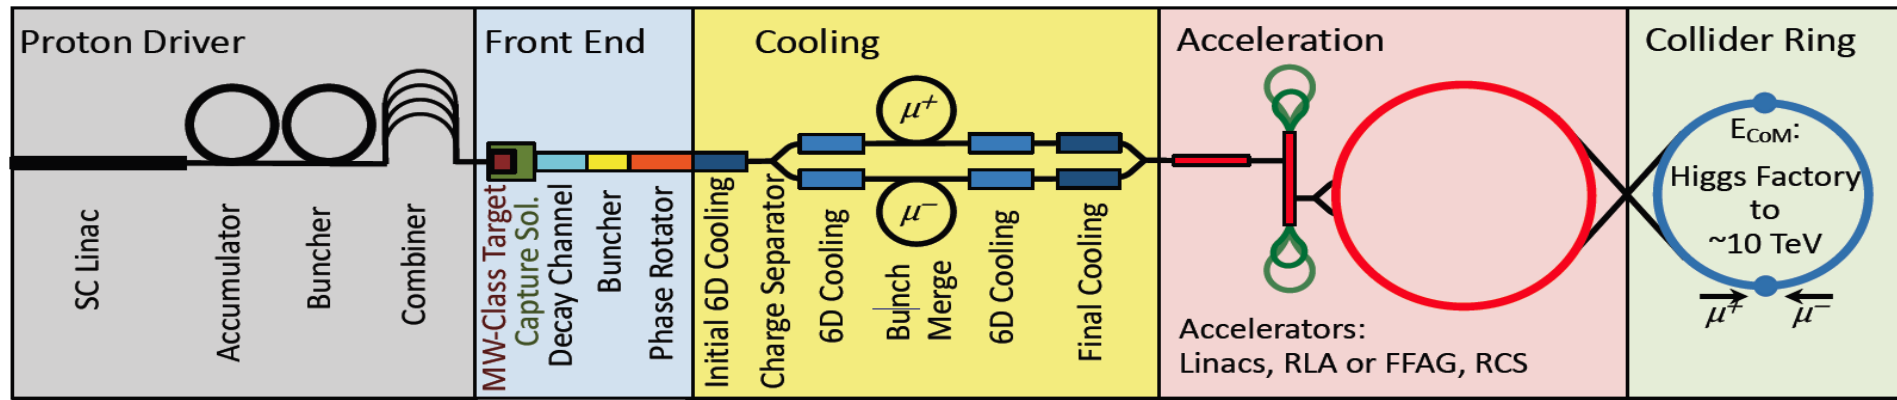 Proton Driver
SC Linac
Accumulator
Buncher
Combiner
Front End
MW-Class Target
Capture Sol.
Decay Channel
Buncher
Phase Rotator
Cooling
Initial 6D Cooling
Charge Separator
6D Cooling
μ+
μ−
Bunch
Merge
6D Cooling
Final Cooling
Acceleration
Accelerators:
Linacs, RLA or FFAG, RCS
Collider Ring
ECoM:
Higgs Factory
to
~10 TeV
μ+ μ−